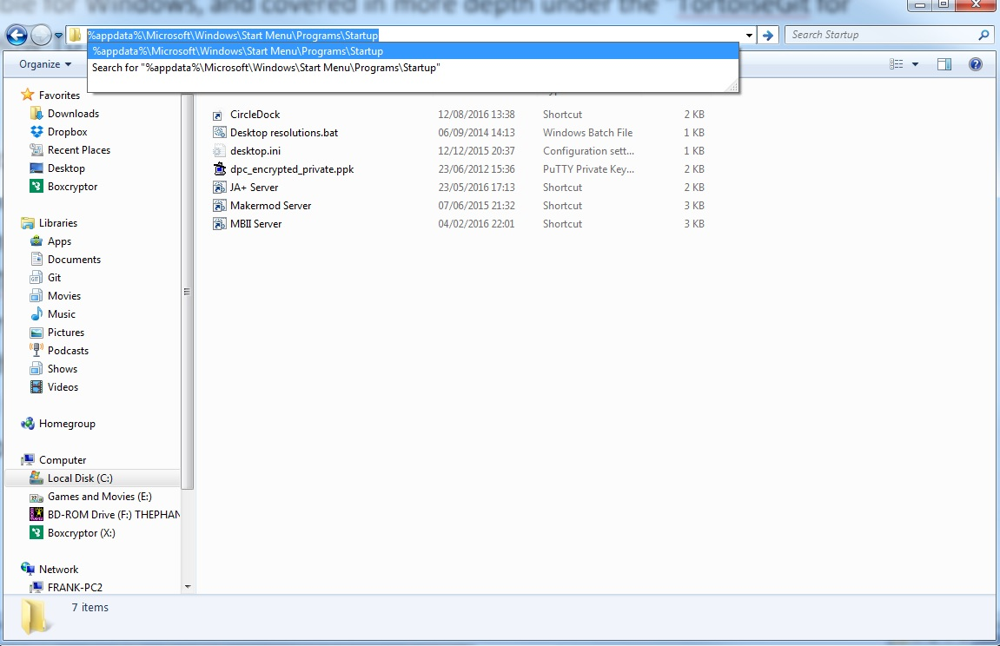 ble for Windows, and covered in more depth under the "TortoiseGit for
%appdata%\Microsoft\Windows\Start Menu\Programs\Startup
Search Startup
%appdata%\Microsoft\Windows\Start Menu\Programs\Startup
Search for "%appdata%\Microsoft\Windows\Start Menu\Programs\Startup"
Organize
Favorites
Downloads
Dropbox
Recent Places
Desktop
Boxcryptor
Libraries
Apps
Documents
Git
Movies
Music
Pictures
Podcasts
Shows
Videos
Homegroup
Computer
Local Disk (C:)
Games and Movies (E:)
BD-ROM Drive (F:) THEPHAN
Boxcryptor (X:)
Network
FRANK-PC2
CircleDock 12/08/2016 13:38 Shortcut 2 KB
Desktop resolutions.bat 06/09/2014 14:13 Windows Batch File 1 KB
desktop.ini 12/12/2015 20:37 Configuration sett... 1 KB
dpc_encrypted_private.ppk 23/06/2012 15:36 PuTTY Private Key... 2 KB
JA+ Server 23/05/2016 17:13 Shortcut 2 KB
Makermod Server 07/06/2015 21:32 Shortcut 3 KB
MBII Server 04/02/2016 22:01 Shortcut 3 KB
7 items